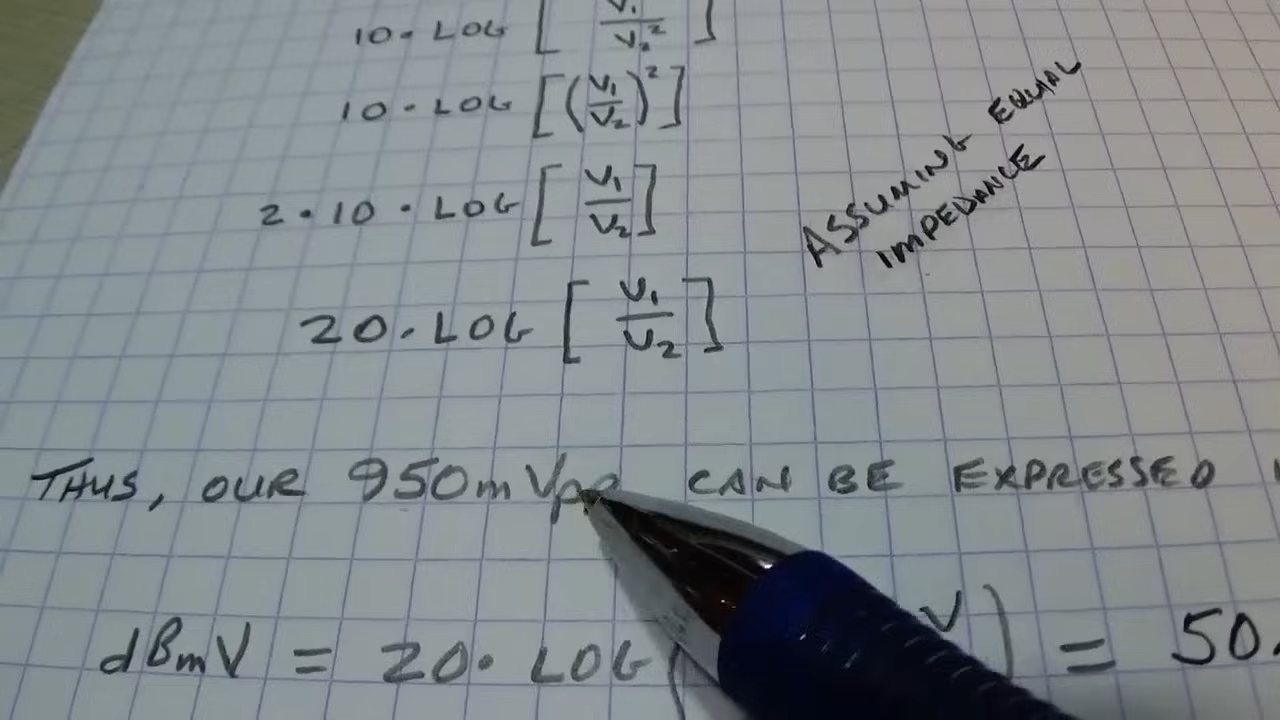 10 · LOG [ V₁ / V₂² ]
10 · LOG [(V₁/V₂)²]
2 · 10 · LOG [V₁/V₂]
20 · LOG [V₁/V₂]
ASSUMING EQUAL
IMPEDANCE
THUS, OUR 950mVpp CAN BE EXPRESSED
dBmV = 20 · LOG( V) = 50.